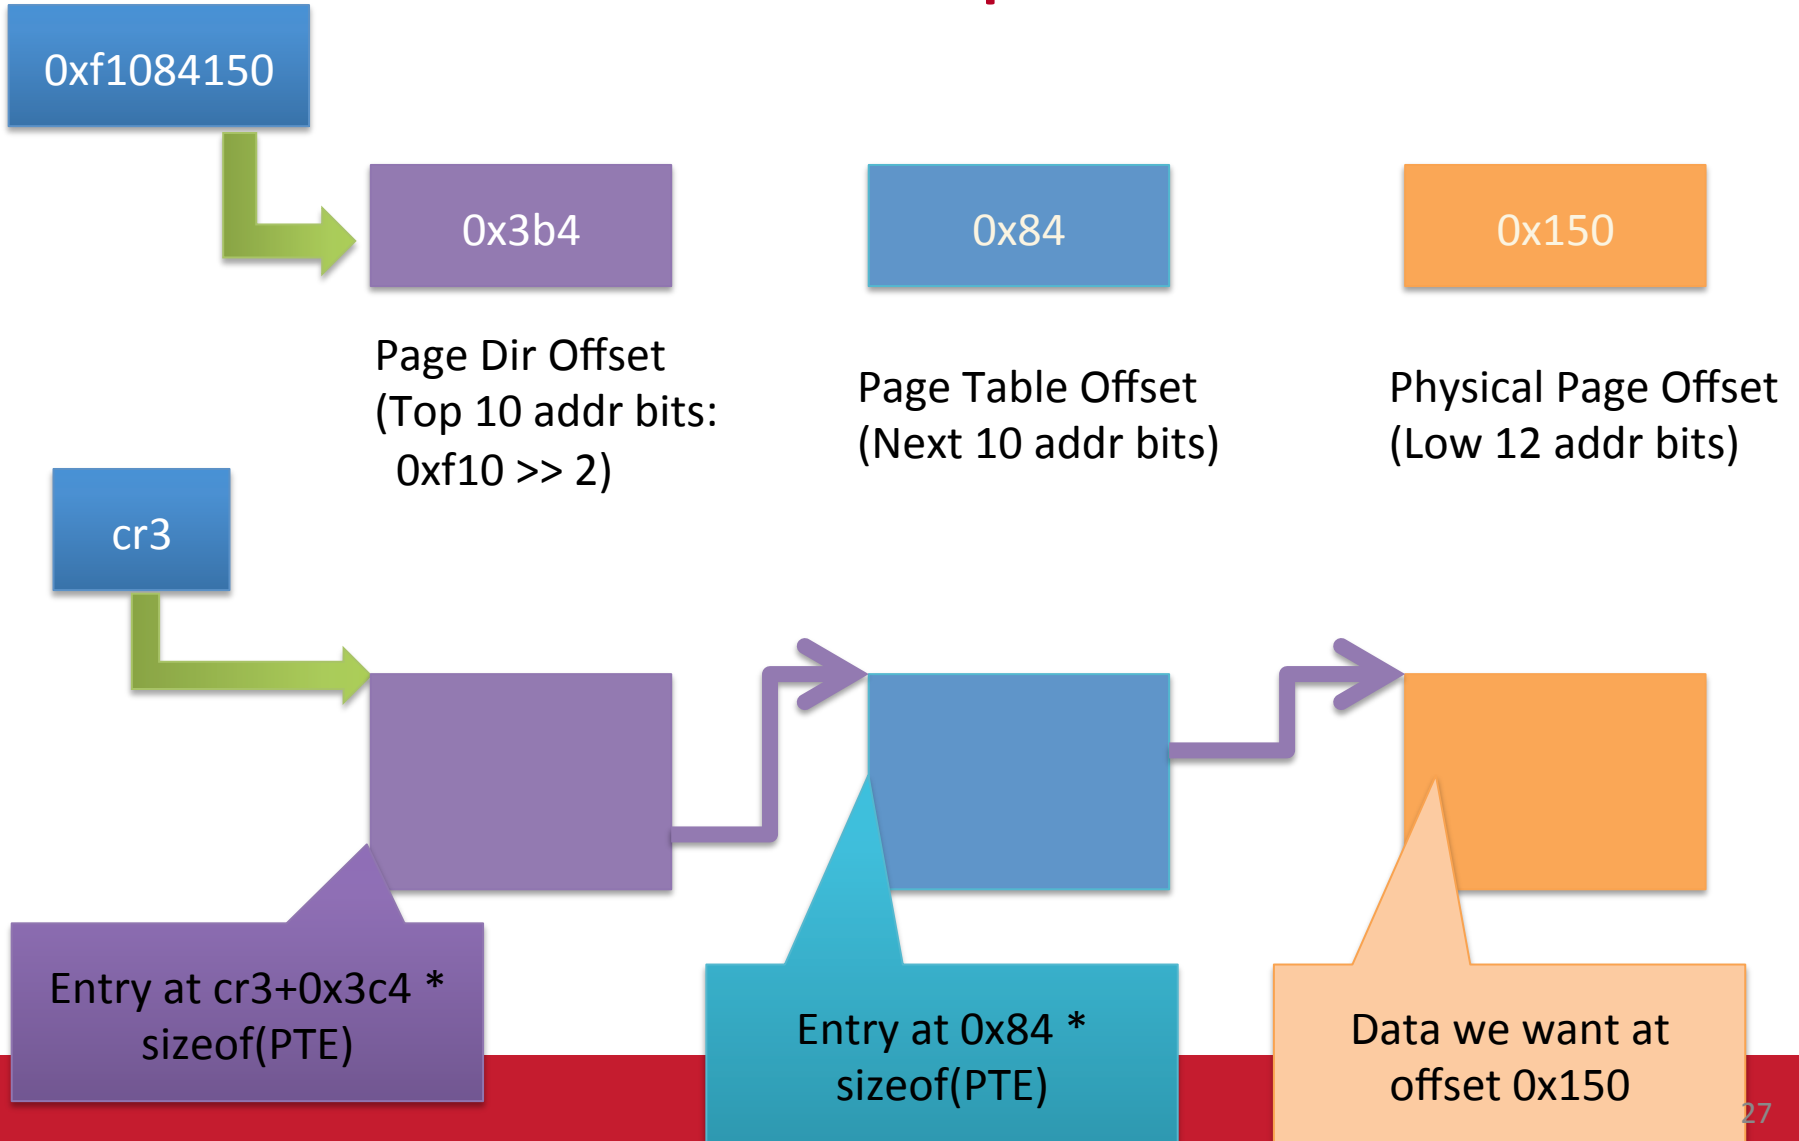 0xf1084150
0x3b4
0x84
0x150
Page Dir Offset
(Top 10 addr bits:
0xf10 >> 2)
Page Table Offset
(Next 10 addr bits)
Physical Page Offset
(Low 12 addr bits)
cr3
Entry at cr3+0x3c4 *
sizeof(PTE)
Entry at 0x84 *
sizeof(PTE)
Data we want at
offset 0x150
27